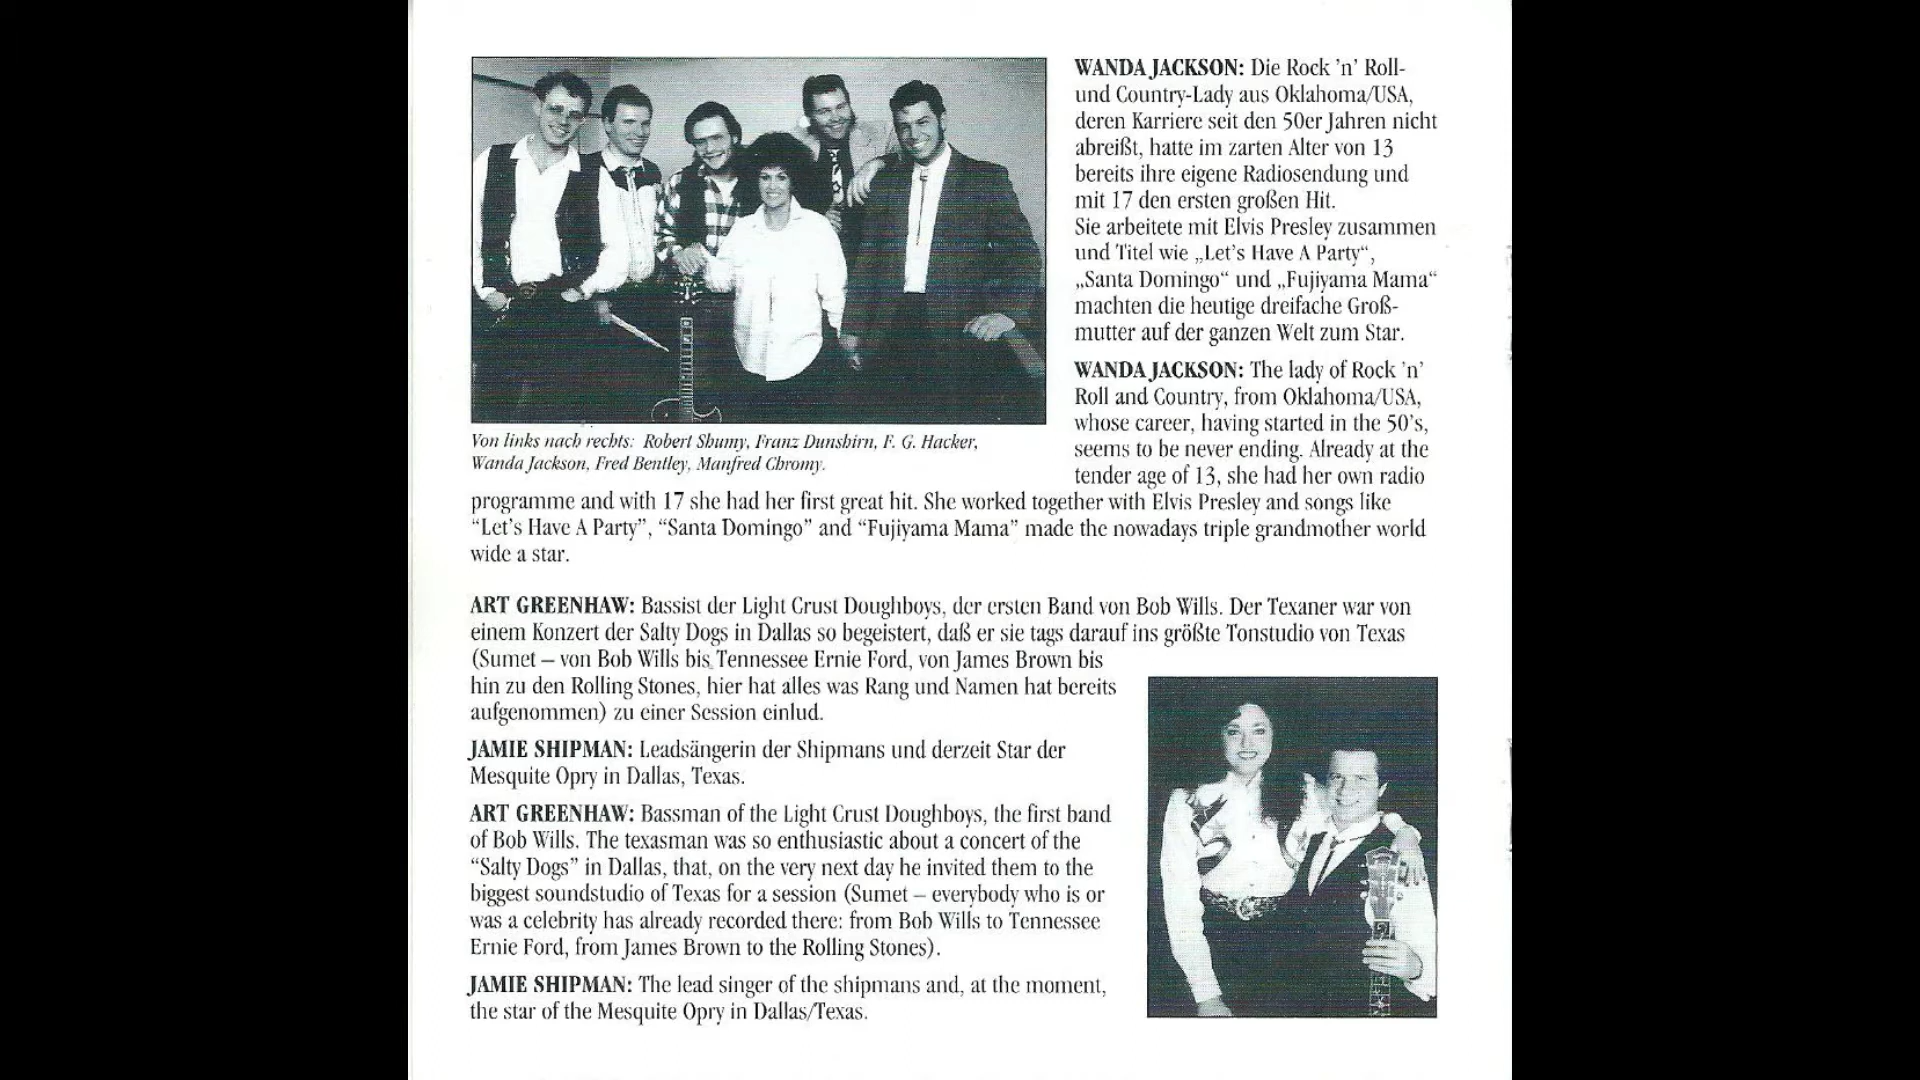 WANDA JACKSON: Die Rock 'n' Roll-
und Country-Lady aus Oklahoma/USA,
deren Karriere seit den 50er Jahren nicht
abreißt, hatte im zarten Alter von 13
bereits ihre eigene Radiosendung und
mit 17 den ersten großen Hit.
Sie arbeitete mit Elvis Presley zusammen
und Titel wie „Let's Have A Party“,
„Santa Domingo“ und „Fujiyama Mama“
machten die heutige dreifache Groß-
mutter auf der ganzen Welt zum Star.
Von links nach rechts: Robert Shumy, Franz Dunshirn, F. G. Hacker,
Wanda Jackson, Fred Bentley, Manfred Chromy.
WANDA JACKSON: The lady of Rock 'n'
Roll and Country, from Oklahoma/USA,
whose career, having started in the 50's,
seems to be never ending. Already at the
tender age of 13, she had her own radio
programme and with 17 she had her first great hit. She worked together with Elvis Presley and songs like
“Let's Have A Party”, “Santa Domingo” and “Fujiyama Mama” made the nowadays triple grandmother world
wide a star.
ART GREENHAW: Bassist der Light Crust Doughboys, der ersten Band von Bob Wills. Der Texaner war von
einem Konzert der Salty Dogs in Dallas so begeistert, daß er sie tags darauf ins größte Tonstudio von Texas
(Sumet – von Bob Wills bis Tennessee Ernie Ford, von James Brown bis
hin zu den Rolling Stones, hier hat alles was Rang und Namen hat bereits
aufgenommen) zu einer Session einlud.
JAMIE SHIPMAN: Leadsängerin der Shipmans und derzeit Star der
Mesquite Opry in Dallas, Texas.
ART GREENHAW: Bassman of the Light Crust Doughboys, the first band
of Bob Wills. The texasman was so enthusiastic about a concert of the
“Salty Dogs” in Dallas, that, on the very next day he invited them to the
biggest soundstudio of Texas for a session (Sumet – everybody who is or
was a celebrity has already recorded there: from Bob Wills to Tennessee
Ernie Ford, from James Brown to the Rolling Stones).
JAMIE SHIPMAN: The lead singer of the shipmans and, at the moment,
the star of the Mesquite Opry in Dallas/Texas.